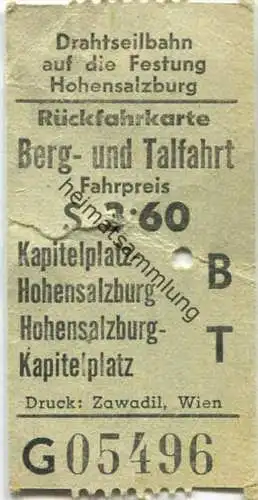 Drahtseilbahn
auf die Festung
Hohensalzburg
Rückfahrkarte
Berg- und Talfahrt
Fahrpreis
S 3·60
Kapitelplatz
Hohensalzburg B
Hohensalzburg-
Kapitelplatz T
Druck: Zawadil, Wien
G 05496
heimatsammlung